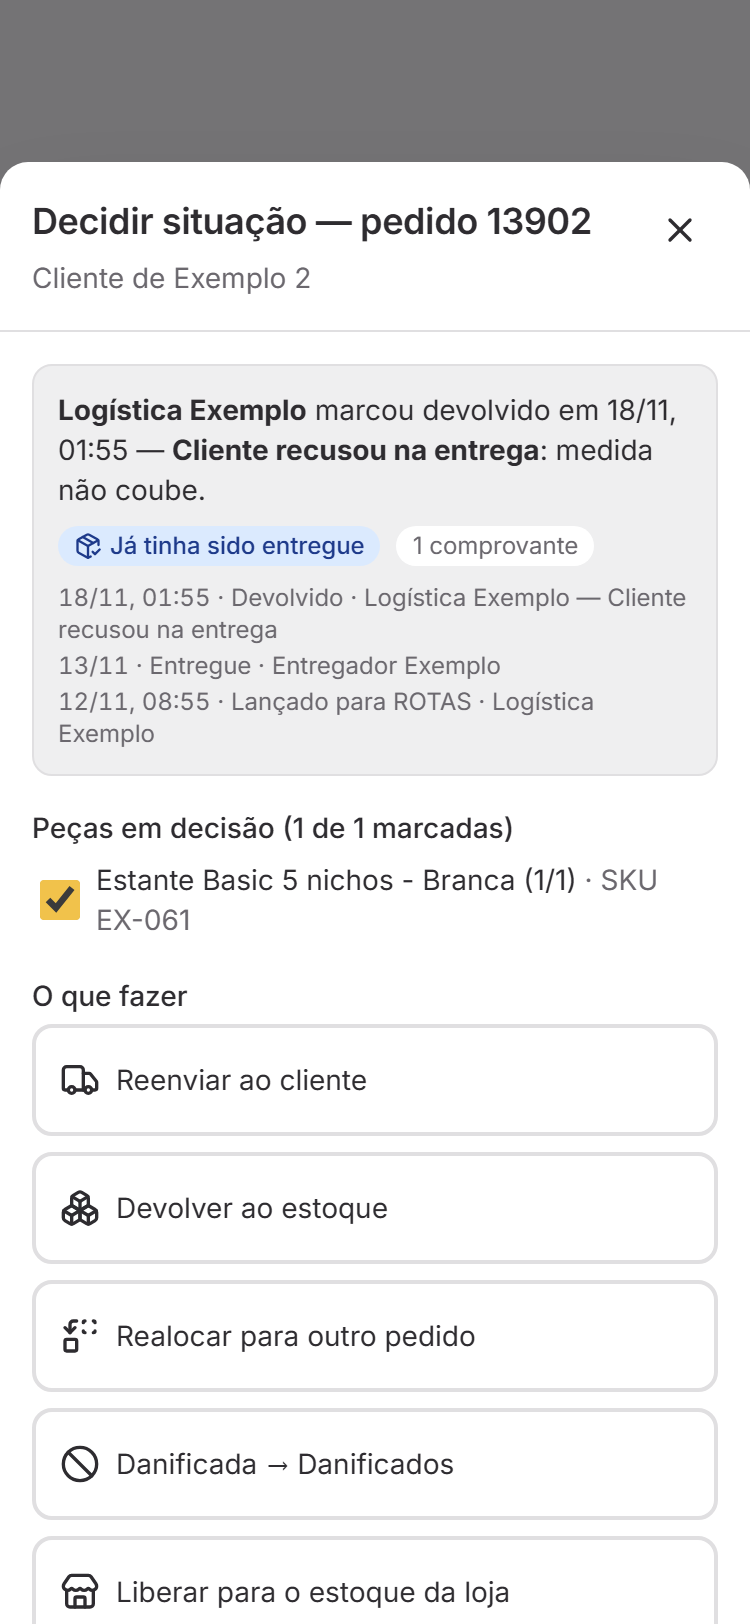 Decidir situação — pedido 13902
Cliente de Exemplo 2
Logística Exemplo marcou devolvido em 18/11,
01:55 — Cliente recusou na entrega: medida
não coube.
Já tinha sido entregue
1 comprovante
18/11, 01:55 · Devolvido · Logística Exemplo — Cliente
recusou na entrega
13/11 · Entregue · Entregador Exemplo
12/11, 08:55 · Lançado para ROTAS · Logística
Exemplo
Peças em decisão (1 de 1 marcadas)
Estante Basic 5 nichos - Branca (1/1) · SKU
EX-061
O que fazer
Reenviar ao cliente
Devolver ao estoque
Realocar para outro pedido
Danificada → Danificados
Liberar para o estoque da loja